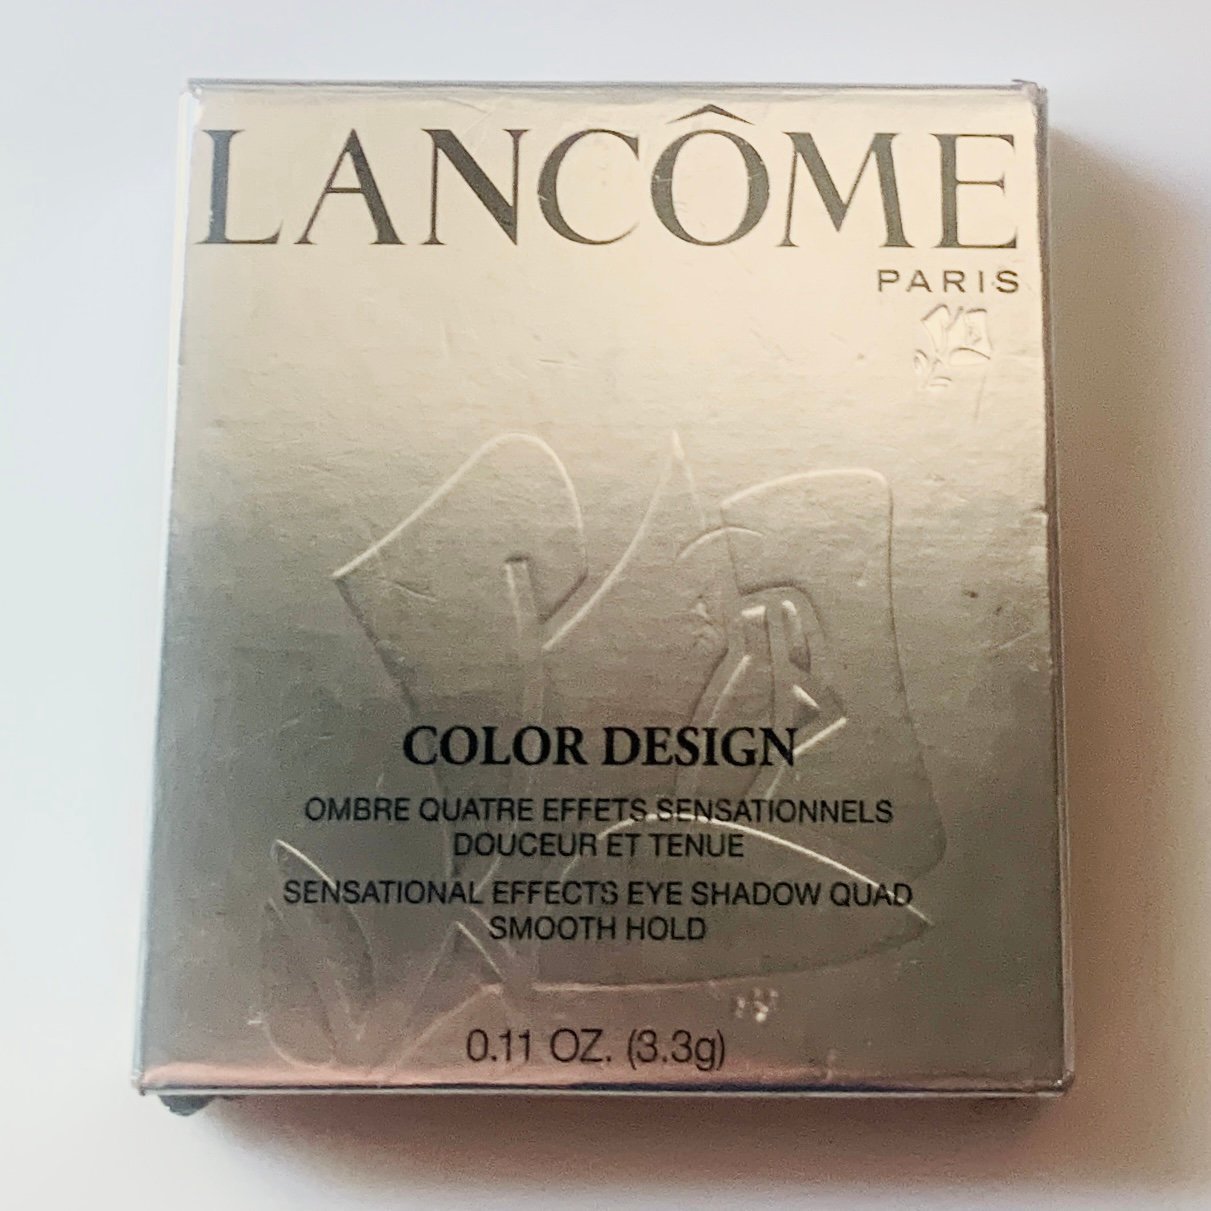 LANCÔME
PARIS
COLOR DESIGN
OMBRE QUATRE EFFETS SENSATIONNELS
DOUCEUR ET TENUE
SENSATIONAL EFFECTS EYE SHADOW QUAD
SMOOTH HOLD
0.11 OZ. (3.3g)